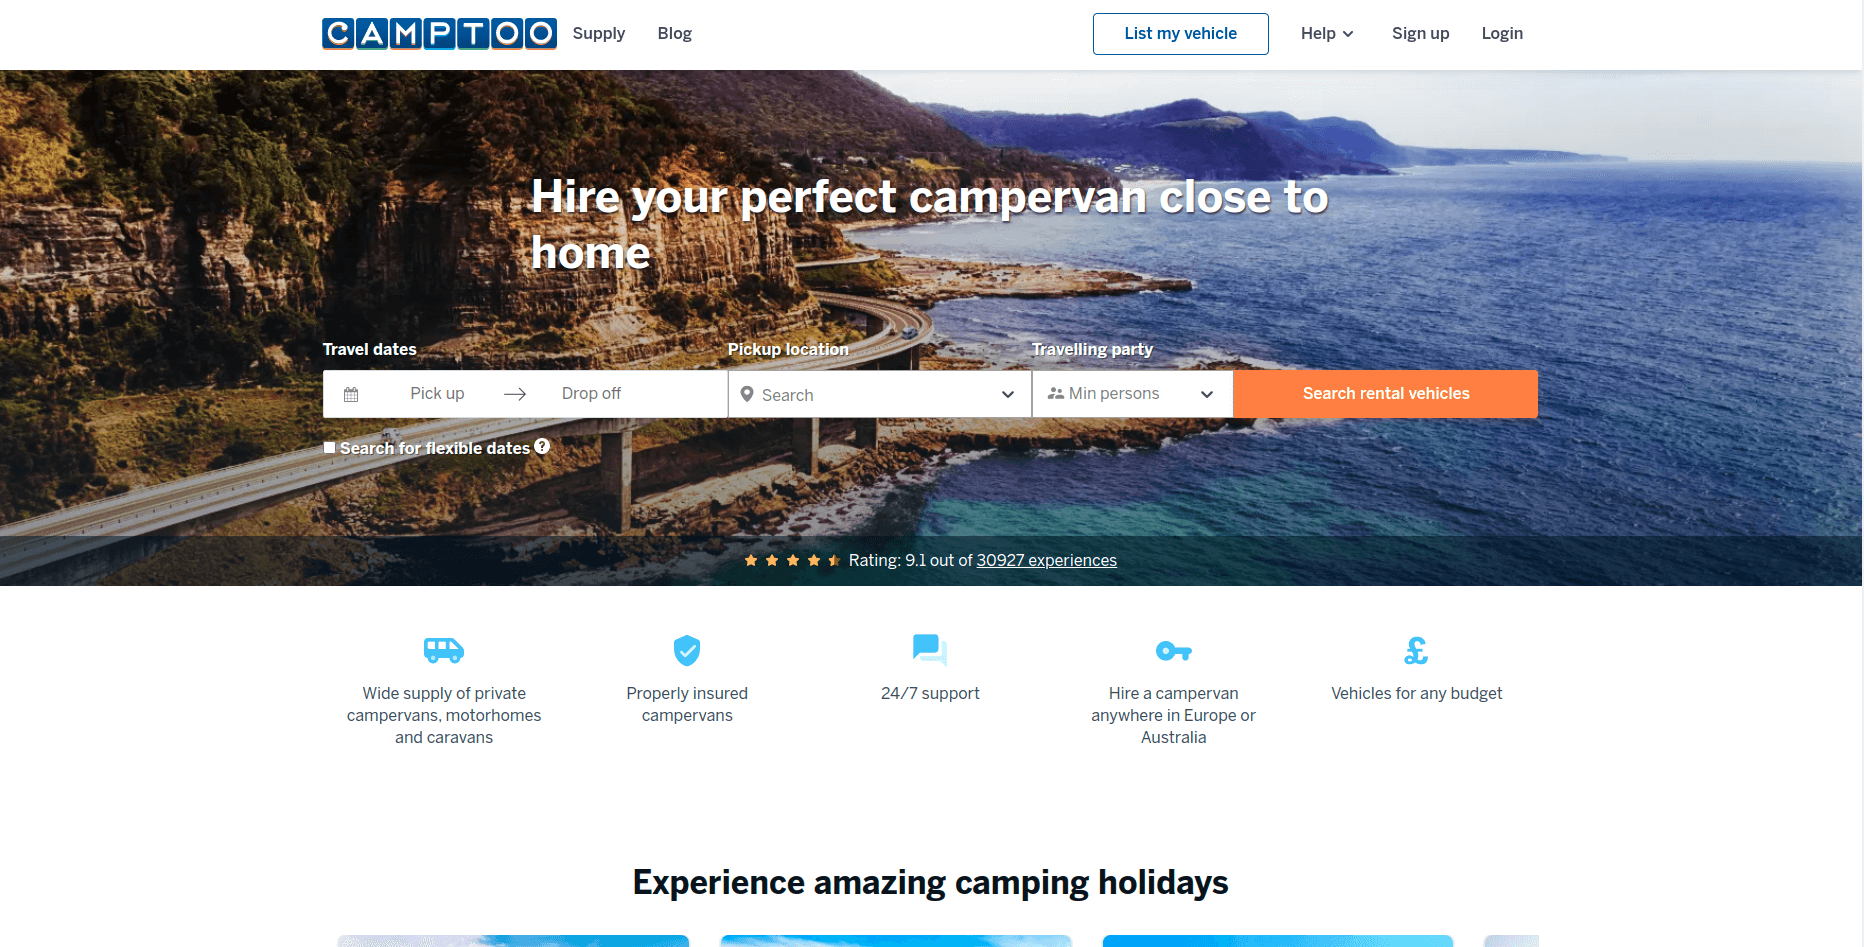 CAMPTOO
Supply
Blog
List my vehicle
Help
Sign up
Login
Hire your perfect campervan close to
home
Travel dates
Pickup location
Travelling party
Pick up
Drop off
Search
Min persons
Search rental vehicles
Search for flexible dates ?
Rating: 9.1 out of 30927 experiences
Wide supply of private
campervans, motorhomes
and caravans
Properly insured
campervans
24/7 support
Hire a campervan
anywhere in Europe or
Australia
£
Vehicles for any budget
Experience amazing camping holidays